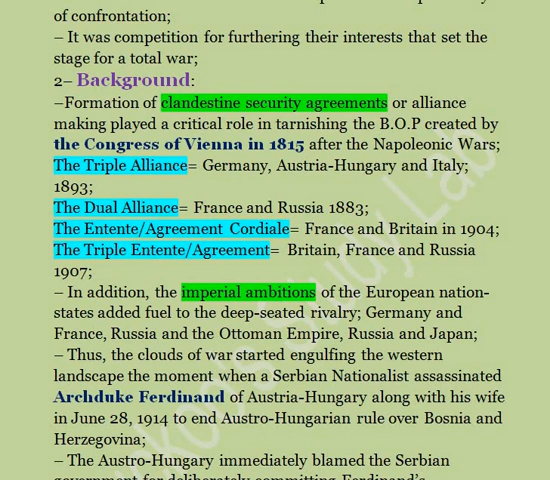 of confrontation;
– It was competition for furthering their interests that set the
stage for a total war;
2– Background:
–Formation of clandestine security agreements or alliance
making played a critical role in tarnishing the B.O.P created by
the Congress of Vienna in 1815 after the Napoleonic Wars;
The Triple Alliance= Germany, Austria-Hungary and Italy;
1893;
The Dual Alliance= France and Russia 1883;
The Entente/Agreement Cordiale= France and Britain in 1904;
The Triple Entente/Agreement= Britain, France and Russia
1907;
– In addition, the imperial ambitions of the European nation-
states added fuel to the deep-seated rivalry; Germany and
France, Russia and the Ottoman Empire, Russia and Japan;
– Thus, the clouds of war started engulfing the western
landscape the moment when a Serbian Nationalist assassinated
Archduke Ferdinand of Austria-Hungary along with his wife
in June 28, 1914 to end Austro-Hungarian rule over Bosnia and
Herzegovina;
– The Austro-Hungary immediately blamed the Serbian
government for deliberately committing Ferdinand's
Study Lab